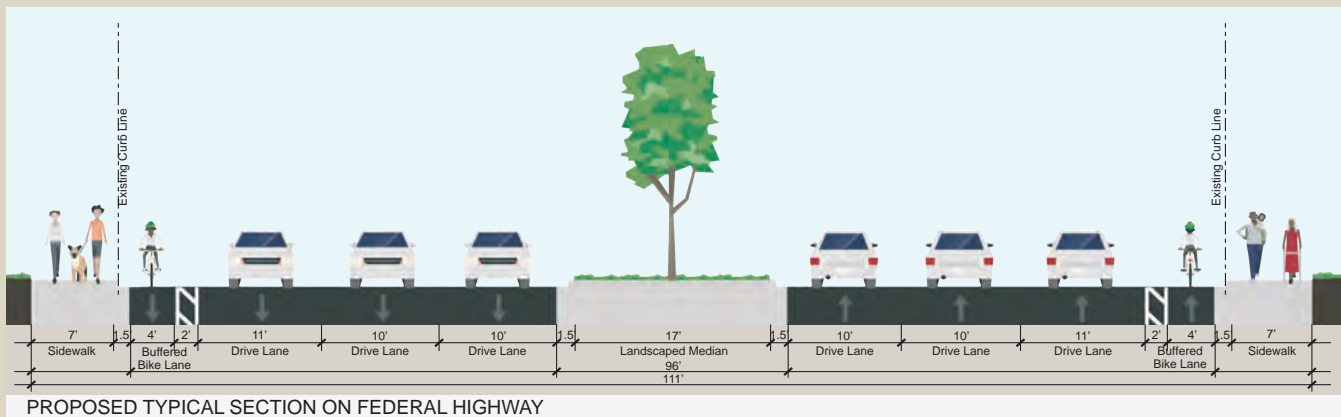 Existing Curb Line
Existing Curb Line
7' 1.5' 4' 2' 11' 10' 10' 1.5' 17' 1.5' 10' 10' 11' 2' 4' 1.5' 7'
Sidewalk Buffered Drive Lane Drive Lane Drive Lane Landscaped Median Drive Lane Drive Lane Drive Lane Buffered Sidewalk
Bike Lane 96' Bike Lane
111'
PROPOSED TYPICAL SECTION ON FEDERAL HIGHWAY